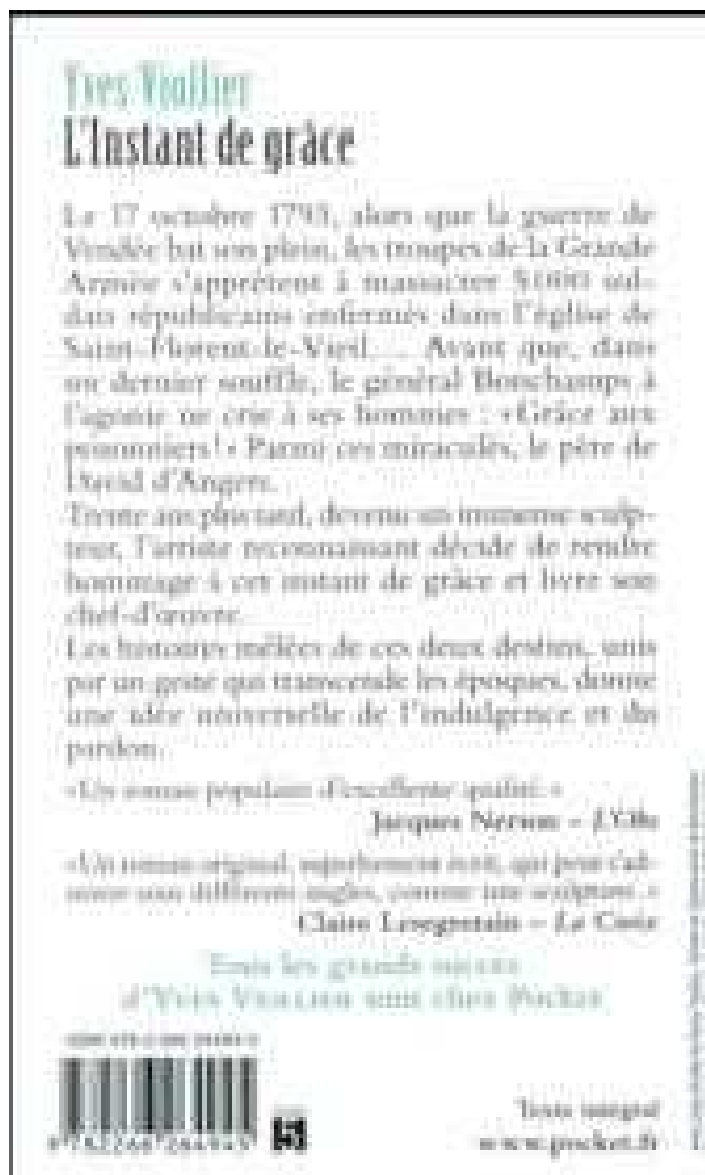 Yves Viollier
L'Instant de grâce
Le 17 octobre 1793, alors que la guerre de
Vendée bat son plein, les troupes de la Grande
Armée s'apprêtent à massacrer 5 000 sol-
dats républicains enfermés dans l'église de
Saint-Florent-le-Vieil… Avant que, dans
un dernier souffle, le général Bonchamps à
l'agonie ne crie à ses hommes : «Grâce aux
prisonniers!» Parmi ces miraculés, le père de
David d'Angers.
Trente ans plus tard, devenu un immense sculp-
teur, l'artiste reconnaissant décide de rendre
hommage à cet instant de grâce et livre son
chef-d'œuvre.
Les histoires mêlées de ces deux destins, unis
par un geste qui transcende les époques, donne
une idée universelle de l'indulgence et du
pardon.
«Un roman populaire d'excellente qualité.»
Jacques Nerson – L'Obs
«Un roman original, superbement écrit, qui peut s'ad-
mirer sous différents angles, comme une sculpture.»
Claire Lesegretain – La Croix
Tous les grands succès
d'Yves Viollier sont chez Pocket
Texte intégral
www.pocket.fr